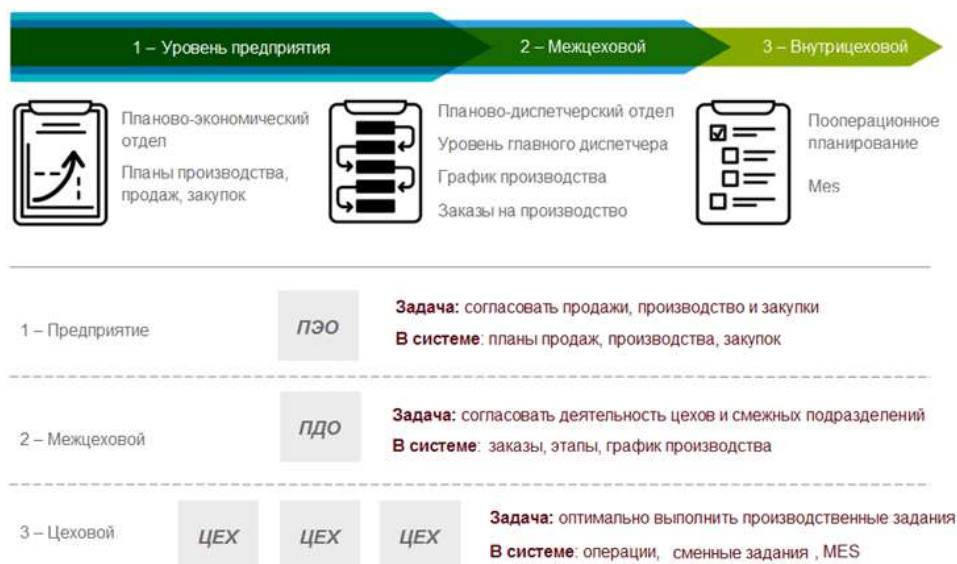 1 – Уровень предприятия
2 – Межцеховой
3 – Внутрицеховой
Планово-экономический
отдел
Планы производства,
продаж, закупок
Планово-диспетчерский отдел
Уровень главного диспетчера
График производства
Заказы на производство
Пооперационное
планирование
Mes
1 – Предприятие
ПЭО
Задача: согласовать продажи, производство и закупки
В системе: планы продаж, производства, закупок
2 – Межцеховой
ПДО
Задача: согласовать деятельность цехов и смежных подразделений
В системе: заказы, этапы, график производства
3 – Цеховой
ЦЕХ
ЦЕХ
ЦЕХ
Задача: оптимально выполнить производственные задания
В системе: операции, сменные задания , MES